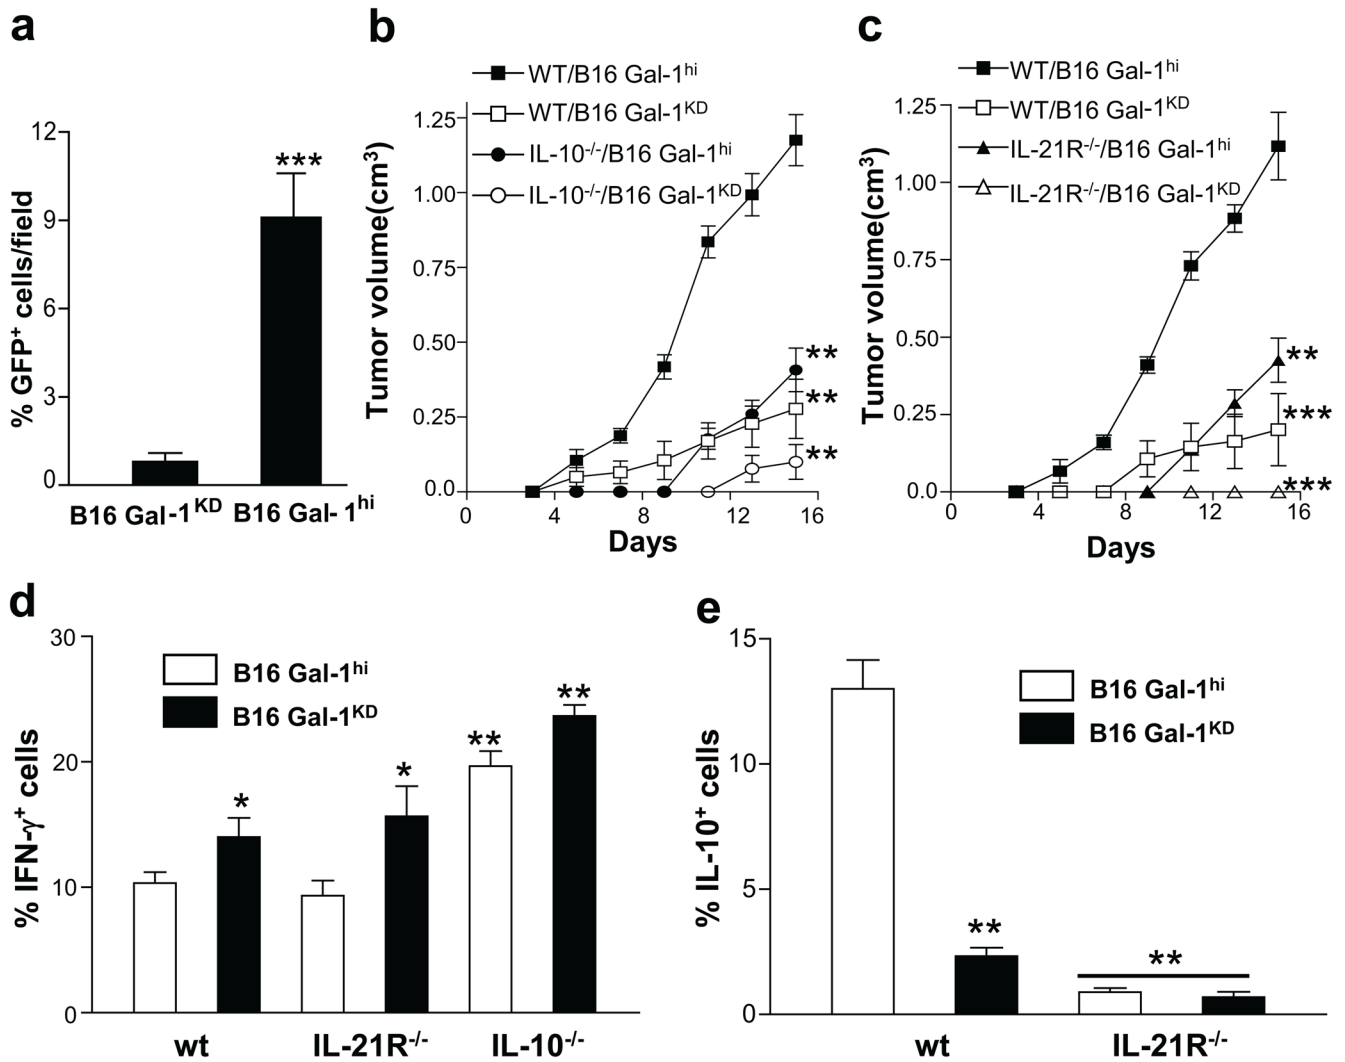 a
% GFP⁺ cells/field
12
9
6
3
0
***
B16 Gal-1ᴷᴰ B16 Gal- 1ʰⁱ
b
WT/B16 Gal-1ʰⁱ
WT/B16 Gal-1ᴷᴰ
IL-10⁻/⁻/B16 Gal-1ʰⁱ
IL-10⁻/⁻/B16 Gal-1ᴷᴰ
Tumor volume(cm³)
1.25
1.00
0.75
0.50
0.25
0.0
**
**
**
0 4 8 12 16
Days
c
WT/B16 Gal-1ʰⁱ
WT/B16 Gal-1ᴷᴰ
IL-21R⁻/⁻/B16 Gal-1ʰⁱ
IL-21R⁻/⁻/B16 Gal-1ᴷᴰ
Tumor volume(cm³)
1.25
1.00
0.75
0.50
0.25
0.0
**
***
***
0 4 8 12 16
Days
d
B16 Gal-1ʰⁱ
B16 Gal-1ᴷᴰ
% IFN-γ⁺ cells
30
20
10
0
*
*
**
**
wt IL-21R⁻/⁻ IL-10⁻/⁻
e
B16 Gal-1ʰⁱ
B16 Gal-1ᴷᴰ
% IL-10⁺ cells
15
10
5
0
**
**
wt IL-21R⁻/⁻